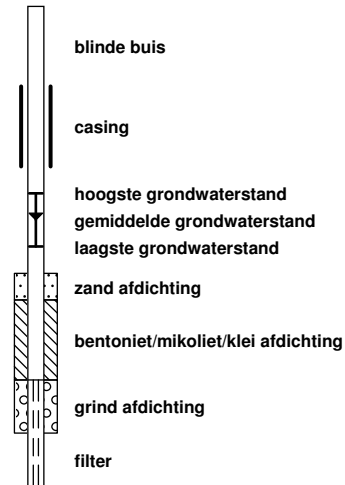 blinde buis
casing
hoogste grondwaterstand
gemiddelde grondwaterstand
laagste grondwaterstand
zand afdichting
bentoniet/mikoliet/klei afdichting
grind afdichting
filter